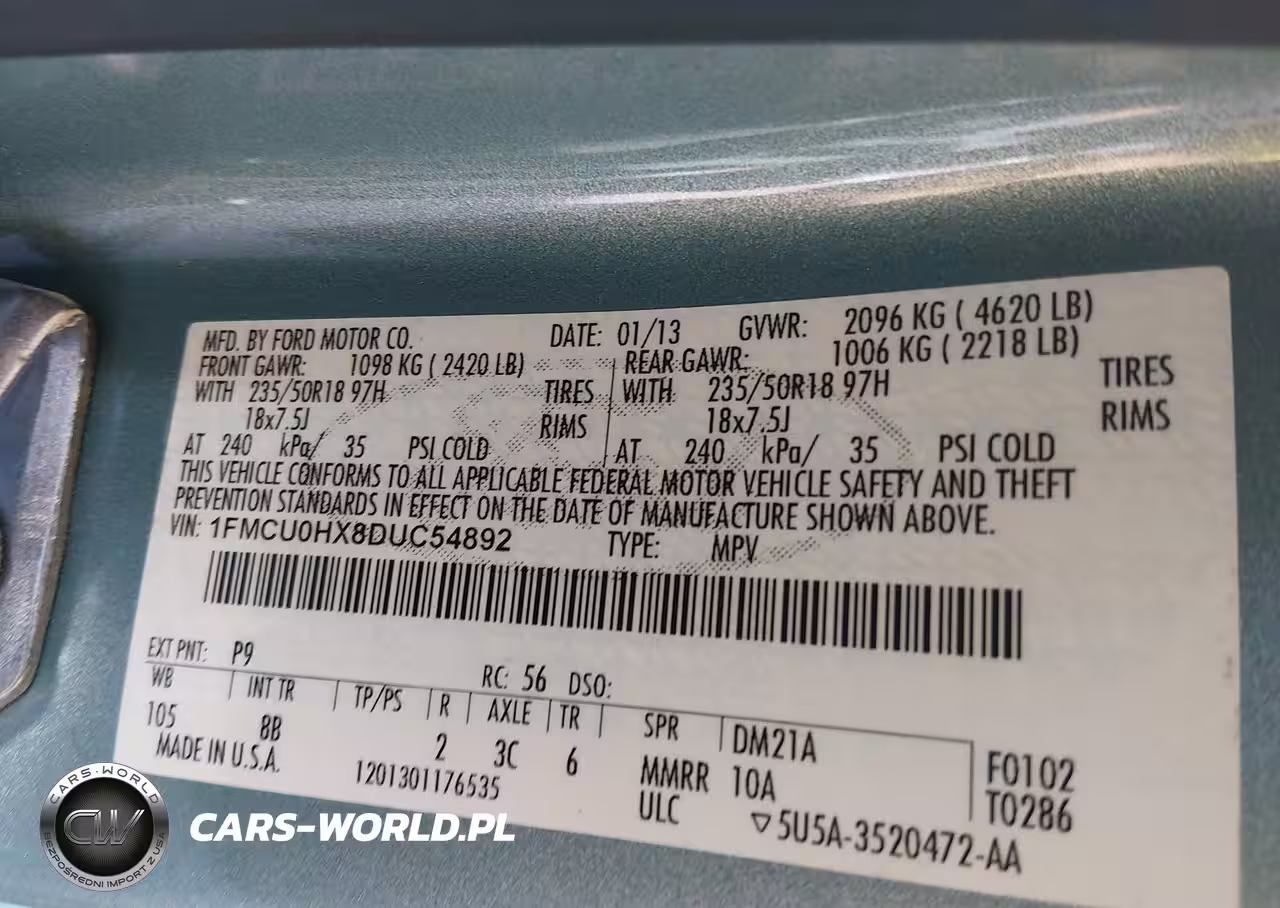 MFD. BY FORD MOTOR CO. DATE: 01/13 GVWR: 2096 KG ( 4620 LB)
FRONT GAWR: 1098 KG ( 2420 LB) REAR GAWR: 1006 KG ( 2218 LB)
WITH 235/50R18 97H TIRES WITH 235/50R18 97H TIRES
18x7.5J RIMS 18x7.5J RIMS
AT 240 kPa/ 35 PSI COLD AT 240 kPa/ 35 PSI COLD
THIS VEHICLE CONFORMS TO ALL APPLICABLE FEDERAL MOTOR VEHICLE SAFETY AND THEFT
PREVENTION STANDARDS IN EFFECT ON THE DATE OF MANUFACTURE SHOWN ABOVE.
VIN: 1FMCU0HX8DUC54892 TYPE: MPV
EXT PNT: P9 RC: 56 DSO:
WB INT TR TP/PS R AXLE TR SPR DM21A F0102
105 8B 2 3C 6 MMRR 10A T0286
MADE IN U.S.A. 1201301176535 ULC ▽5U5A-3520472-AA
CARS-WORLD
CW
BEZPOŚREDNI IMPORT Z USA
CARS-WORLD.PL